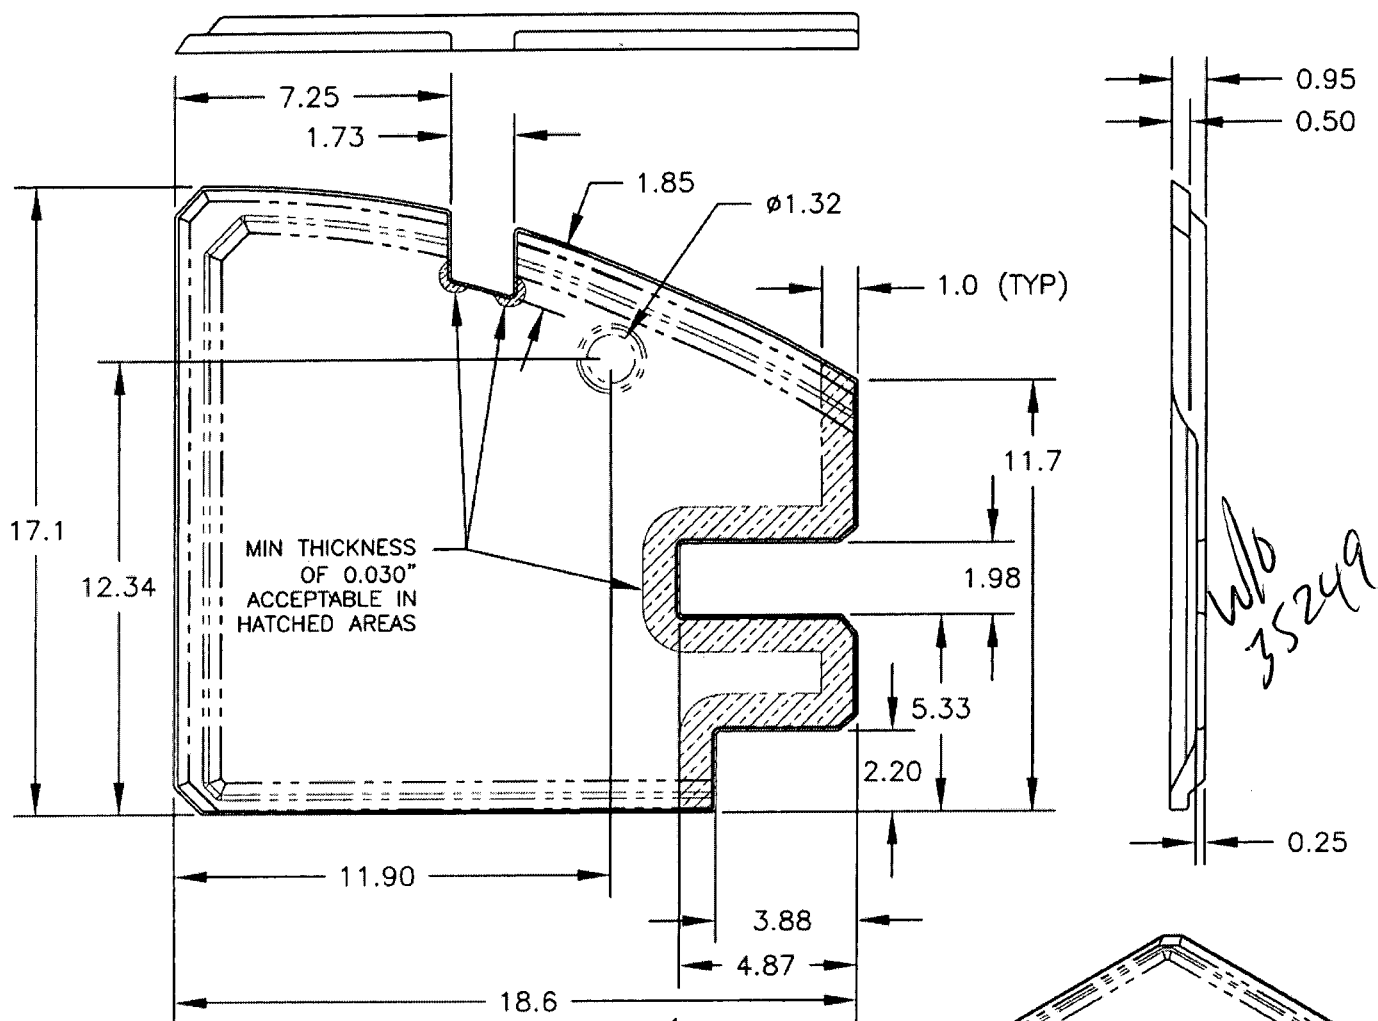 7.25
1.73
0.95
0.50
1.85
ø1.32
1.0 (TYP)
17.1
12.34
11.7
MIN THICKNESS
OF 0.030"
ACCEPTABLE IN
HATCHED AREAS
1.98
W/O
35249
5.33
2.20
0.25
11.90
3.88
4.87
18.6